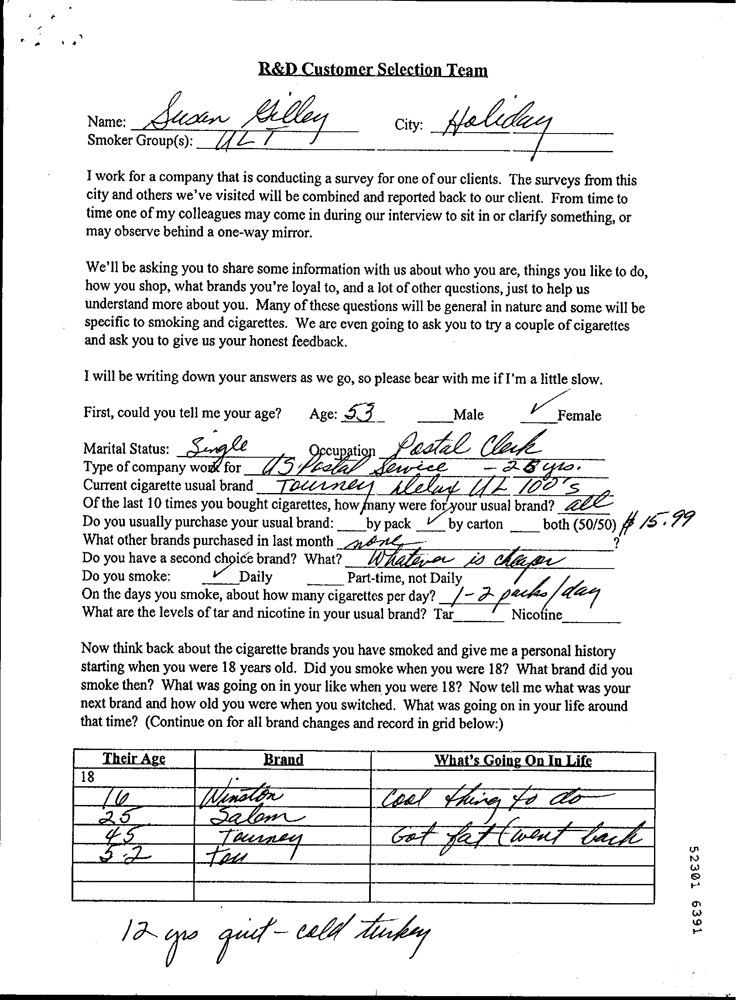 R&D Customer Selection Team
Name: Susan Gilley City: Holiday
Smoker Group(s): ULT
I work for a company that is conducting a survey for one of our clients. The surveys from this
city and others we've visited will be combined and reported back to our client. From time to
time one of my colleagues may come in during our interview to sit in or clarify something, or
may observe behind a one-way mirror.
We'll be asking you to share some information with us about who you are, things you like to do,
how you shop, what brands you're loyal to, and a lot of other questions, just to help us
understand more about you. Many of these questions will be general in nature and some will be
specific to smoking and cigarettes. We are even going to ask you to try a couple of cigarettes
and ask you to give us your honest feedback.
I will be writing down your answers as we go, so please bear with me if I'm a little slow.
First, could you tell me your age? Age: 53 ____Male ✓ Female
Marital Status: Single Occupation Postal Clerk
Type of company work for US Postal Service - 28 yrs.
Current cigarette usual brand Tourney Delux UL 100's
Of the last 10 times you bought cigarettes, how many were for your usual brand? all
Do you usually purchase your usual brand: ___by pack ✓ by carton ___ both (50/50) $15.99
What other brands purchased in last month none ?
Do you have a second choice brand? What? Whatever is cheaper
Do you smoke: ✓ Daily ____ Part-time, not Daily
On the days you smoke, about how many cigarettes per day? 1-2 packs/day
What are the levels of tar and nicotine in your usual brand? Tar______ Nicotine______
Now think back about the cigarette brands you have smoked and give me a personal history
starting when you were 18 years old. Did you smoke when you were 18? What brand did you
smoke then? What was going on in your like when you were 18? Now tell me what was your
next brand and how old you were when you switched. What was going on in your life around
that time? (Continue on for all brand changes and record in grid below:)
Their Age Brand What's Going On In Life
18
16 Winston Cool thing to do
25 Salem
45 Tourney Got fat (went back
52 Tou
12 yrs quit - cold turkey
52301 6391